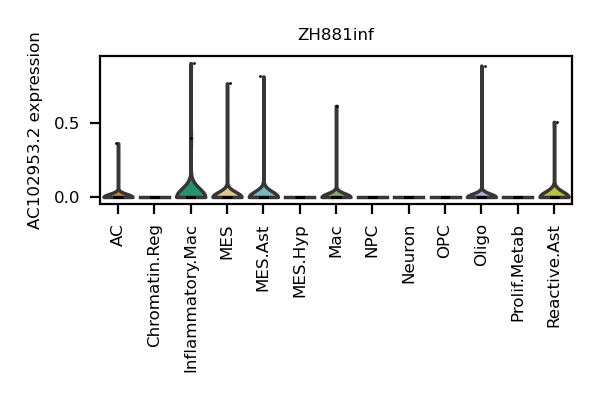 ZH881inf
AC102953.2 expression
0.5
0.0
AC
Chromatin.Reg
Inflammatory.Mac
MES
MES.Ast
MES.Hyp
Mac
NPC
Neuron
OPC
Oligo
Prolif.Metab
Reactive.Ast